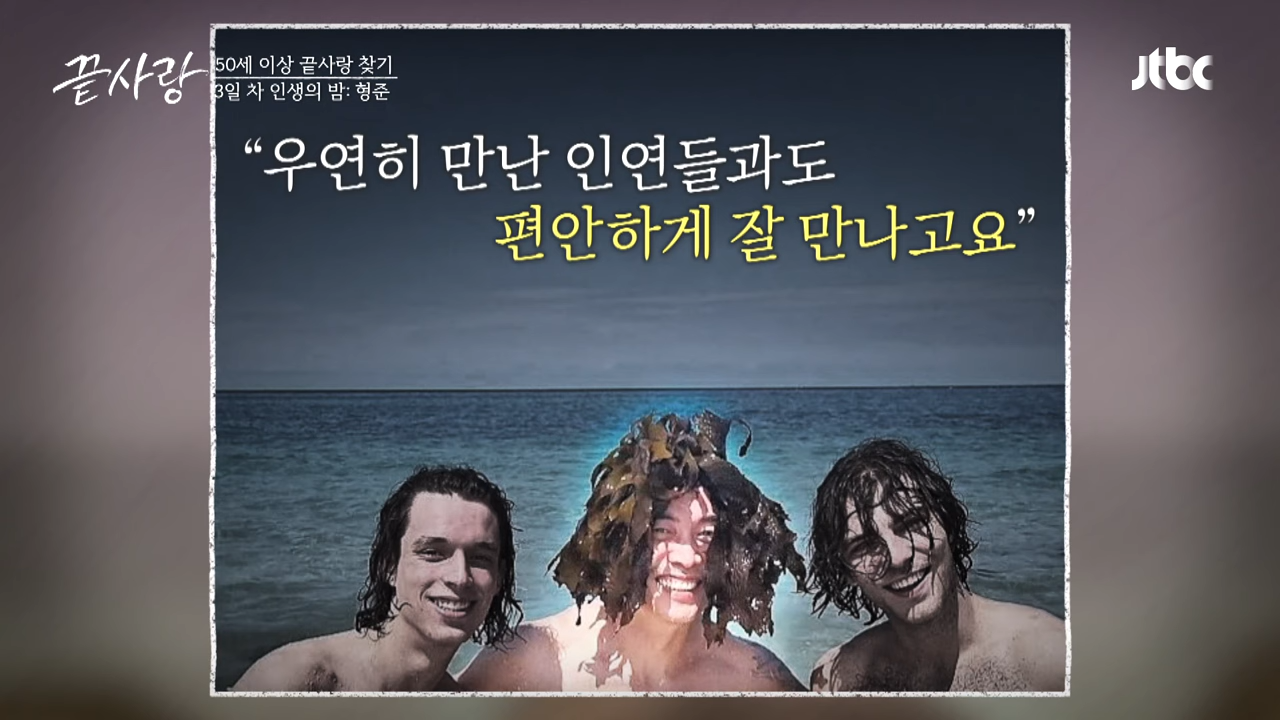 끝사랑
50세 이상 끝사랑 찾기
3일 차 인생의 밤: 형준
jtbc
“우연히 만난 인연들과도
편안하게 잘 만나고요”